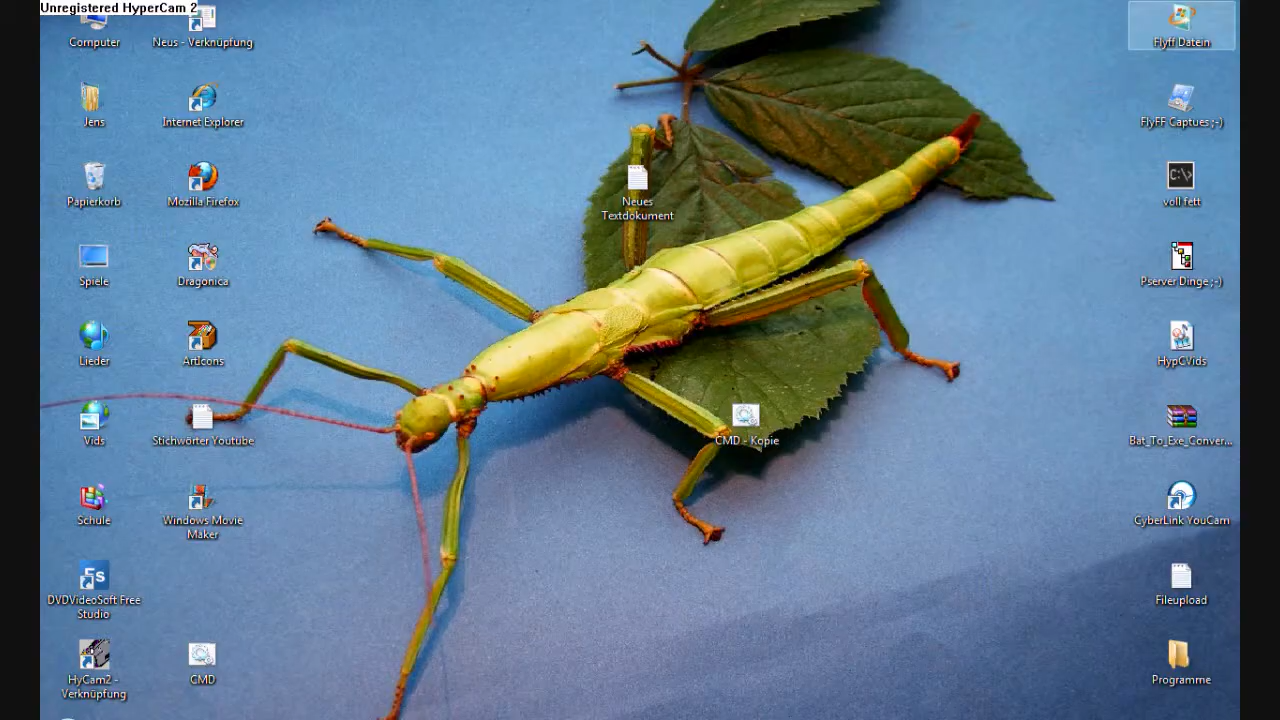 Unregistered HyperCam 2
Computer
Neus - Verknupfung
Flyff Datein
Jens
Internet Explorer
FlyFF Captues ;-)
C:\>
Papierkorb
Mozilla Firefox
Neues
Textdokument
voll fett
Spiele
Dragonica
Pserver Dinge ;-)
Lieder
ArtIcons
HypCVids
Vids
Stichwörter Youtube
CMD - Kopie
Bat_To_Exe_Conver...
Schule
Windows Movie
Maker
CyberLink YouCam
Fs
DVDVideoSoft Free
Studio
Fileupload
HyCam2 -
Verknüpfung
CMD
Programme